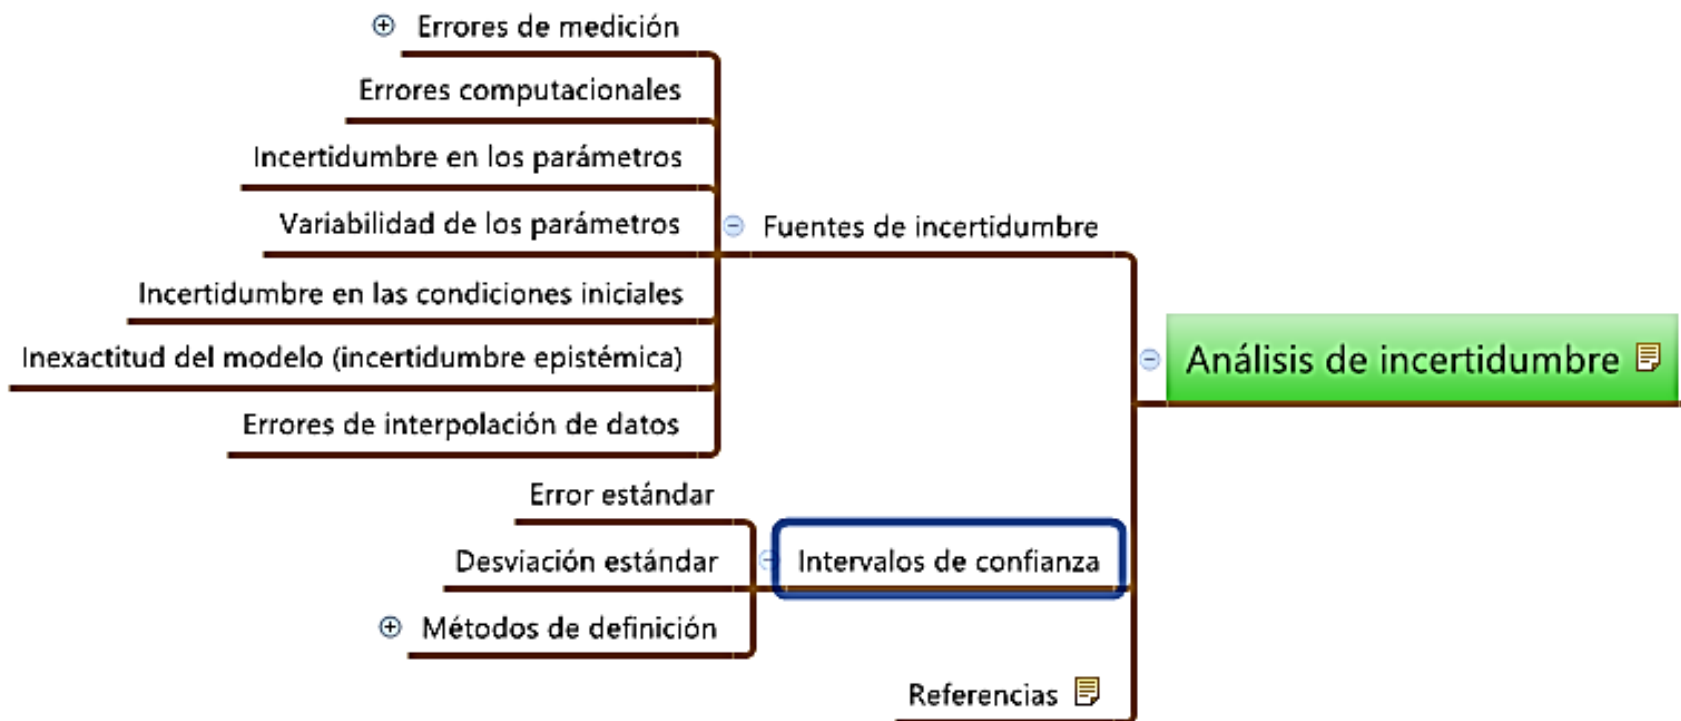 Errores de medición
Errores computacionales
Incertidumbre en los parámetros
Variabilidad de los parámetros
Fuentes de incertidumbre
Incertidumbre en las condiciones iniciales
Inexactitud del modelo (incertidumbre epistémica)
Análisis de incertidumbre
Errores de interpolación de datos
Error estándar
Desviación estándar
Intervalos de confianza
Métodos de definición
Referencias